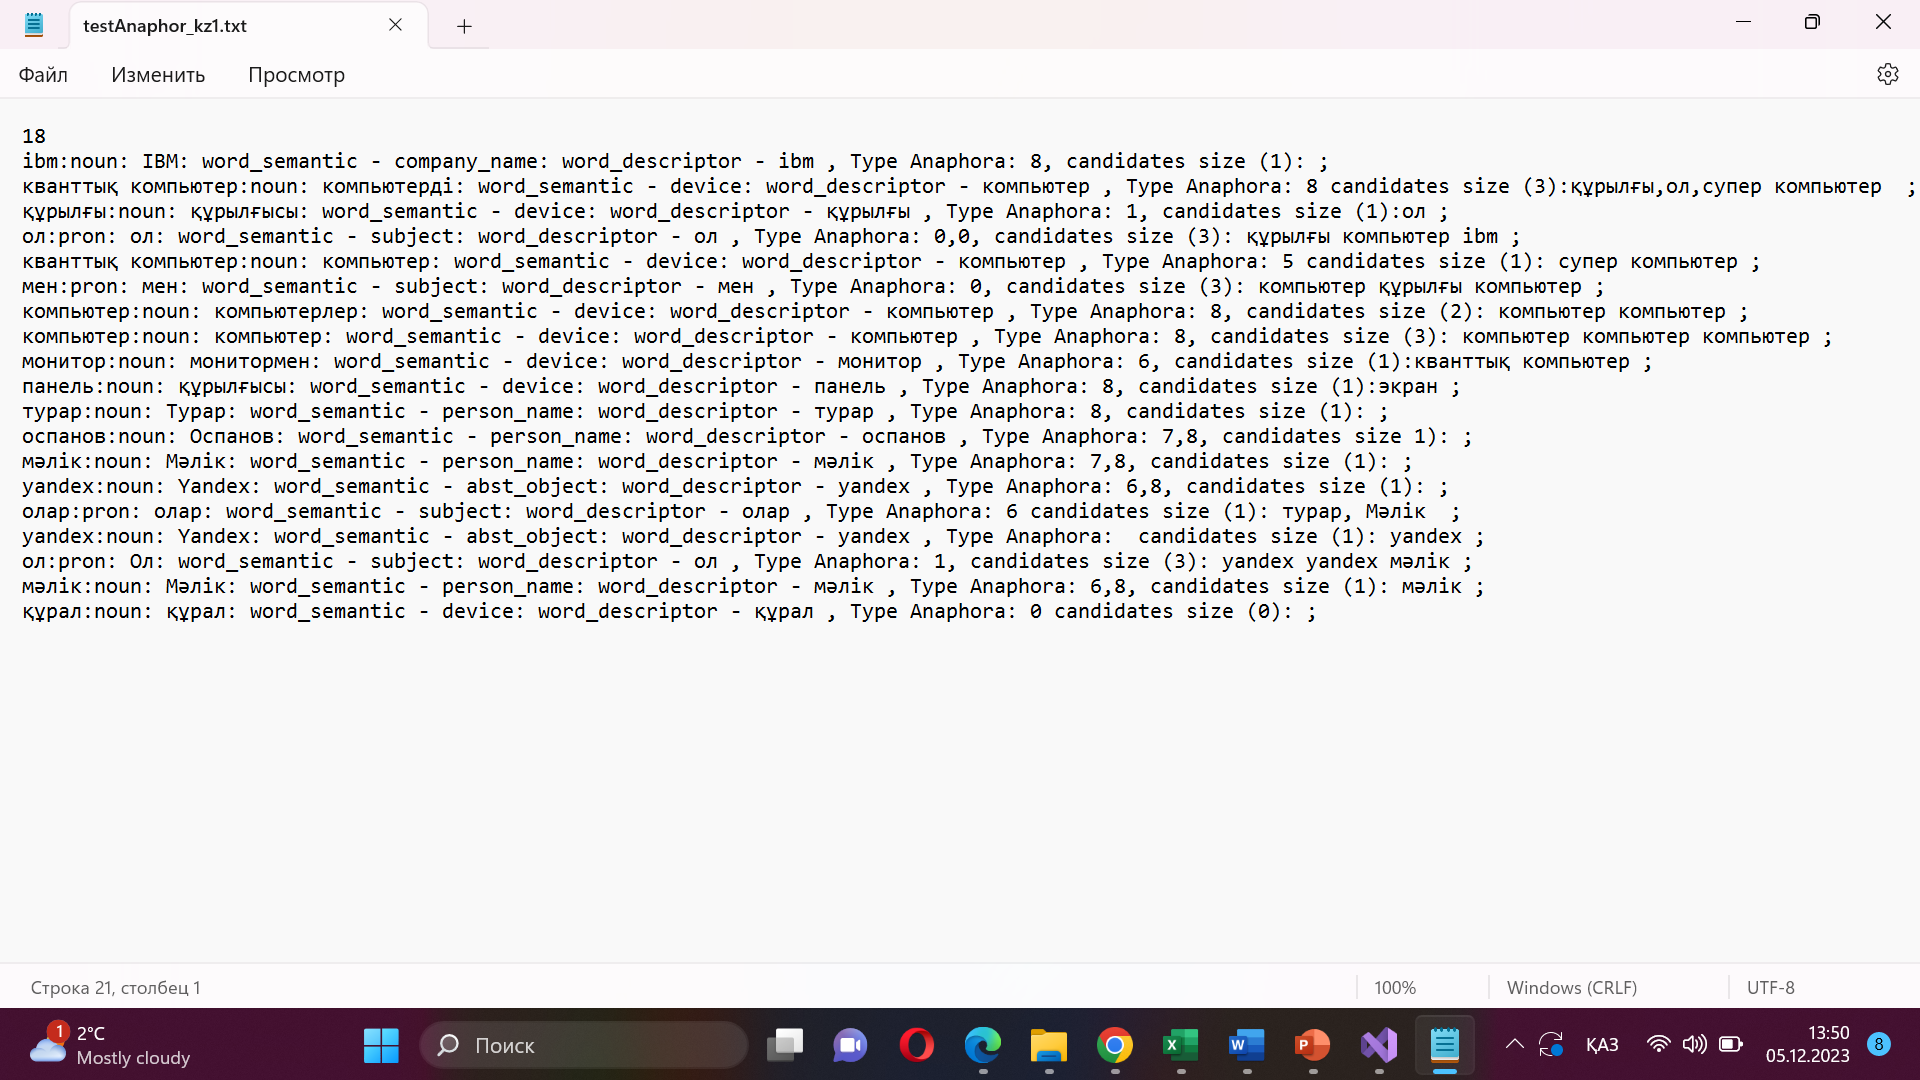 testAnaphor_kz1.txt
Файл Изменить Просмотр
18
ibm:noun: IBM: word_semantic - company_name: word_descriptor - ibm , Type Anaphora: 8, candidates size (1): ;
кванттық компьютер:noun: компьютерді: word_semantic - device: word_descriptor - компьютер , Type Anaphora: 8 candidates size (3):құрылғы,ол,супер компьютер  ;
құрылғы:noun: құрылғысы: word_semantic - device: word_descriptor - құрылғы , Type Anaphora: 1, candidates size (1):ол ;
ол:pron: ол: word_semantic - subject: word_descriptor - ол , Type Anaphora: 0,0, candidates size (3): құрылғы компьютер ibm ;
кванттық компьютер:noun: компьютер: word_semantic - device: word_descriptor - компьютер , Type Anaphora: 5 candidates size (1): супер компьютер ;
мен:pron: мен: word_semantic - subject: word_descriptor - мен , Type Anaphora: 0, candidates size (3): компьютер құрылғы компьютер ;
компьютер:noun: компьютерлер: word_semantic - device: word_descriptor - компьютер , Type Anaphora: 8, candidates size (2): компьютер компьютер ;
компьютер:noun: компьютер: word_semantic - device: word_descriptor - компьютер , Type Anaphora: 8, candidates size (3): компьютер компьютер компьютер ;
монитор:noun: монитормен: word_semantic - device: word_descriptor - монитор , Type Anaphora: 6, candidates size (1):кванттық компьютер ;
панель:noun: құрылғысы: word_semantic - device: word_descriptor - панель , Type Anaphora: 8, candidates size (1):экран ;
турар:noun: Турар: word_semantic - person_name: word_descriptor - турар , Type Anaphora: 8, candidates size (1): ;
оспанов:noun: Оспанов: word_semantic - person_name: word_descriptor - оспанов , Type Anaphora: 7,8, candidates size 1): ;
мәлік:noun: Мәлік: word_semantic - person_name: word_descriptor - мәлік , Type Anaphora: 7,8, candidates size (1): ;
yandex:noun: Yandex: word_semantic - abst_object: word_descriptor - yandex , Type Anaphora: 6,8, candidates size (1): ;
олар:pron: олар: word_semantic - subject: word_descriptor - олар , Type Anaphora: 6 candidates size (1): турар, Мәлік  ;
yandex:noun: Yandex: word_semantic - abst_object: word_descriptor - yandex , Type Anaphora:  candidates size (1): yandex ;
ол:pron: Ол: word_semantic - subject: word_descriptor - ол , Type Anaphora: 1, candidates size (3): yandex yandex мәлік ;
мәлік:noun: Мәлік: word_semantic - person_name: word_descriptor - мәлік , Type Anaphora: 6,8, candidates size (1): мәлік ;
құрал:noun: құрал: word_semantic - device: word_descriptor - құрал , Type Anaphora: 0 candidates size (0): ;
Строка 21, столбец 1 100% Windows (CRLF) UTF-8
1 2°C
Mostly cloudy
Поиск
ҚАЗ
13:50
05.12.2023
8